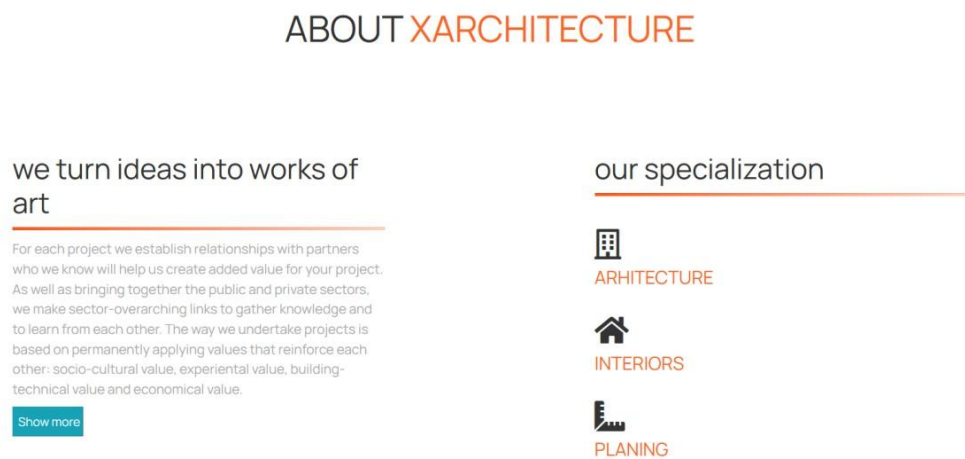 ABOUT XARCHITECTURE
we turn ideas into works of
art
For each project we establish relationships with partners
who we know will help us create added value for your project.
As well as bringing together the public and private sectors,
we make sector-overarching links to gather knowledge and
to learn from each other. The way we undertake projects is
based on permanently applying values that reinforce each
other: socio-cultural value, experiental value, building-
technical value and economical value.
Show more
our specialization
ARHITECTURE
INTERIORS
PLANING